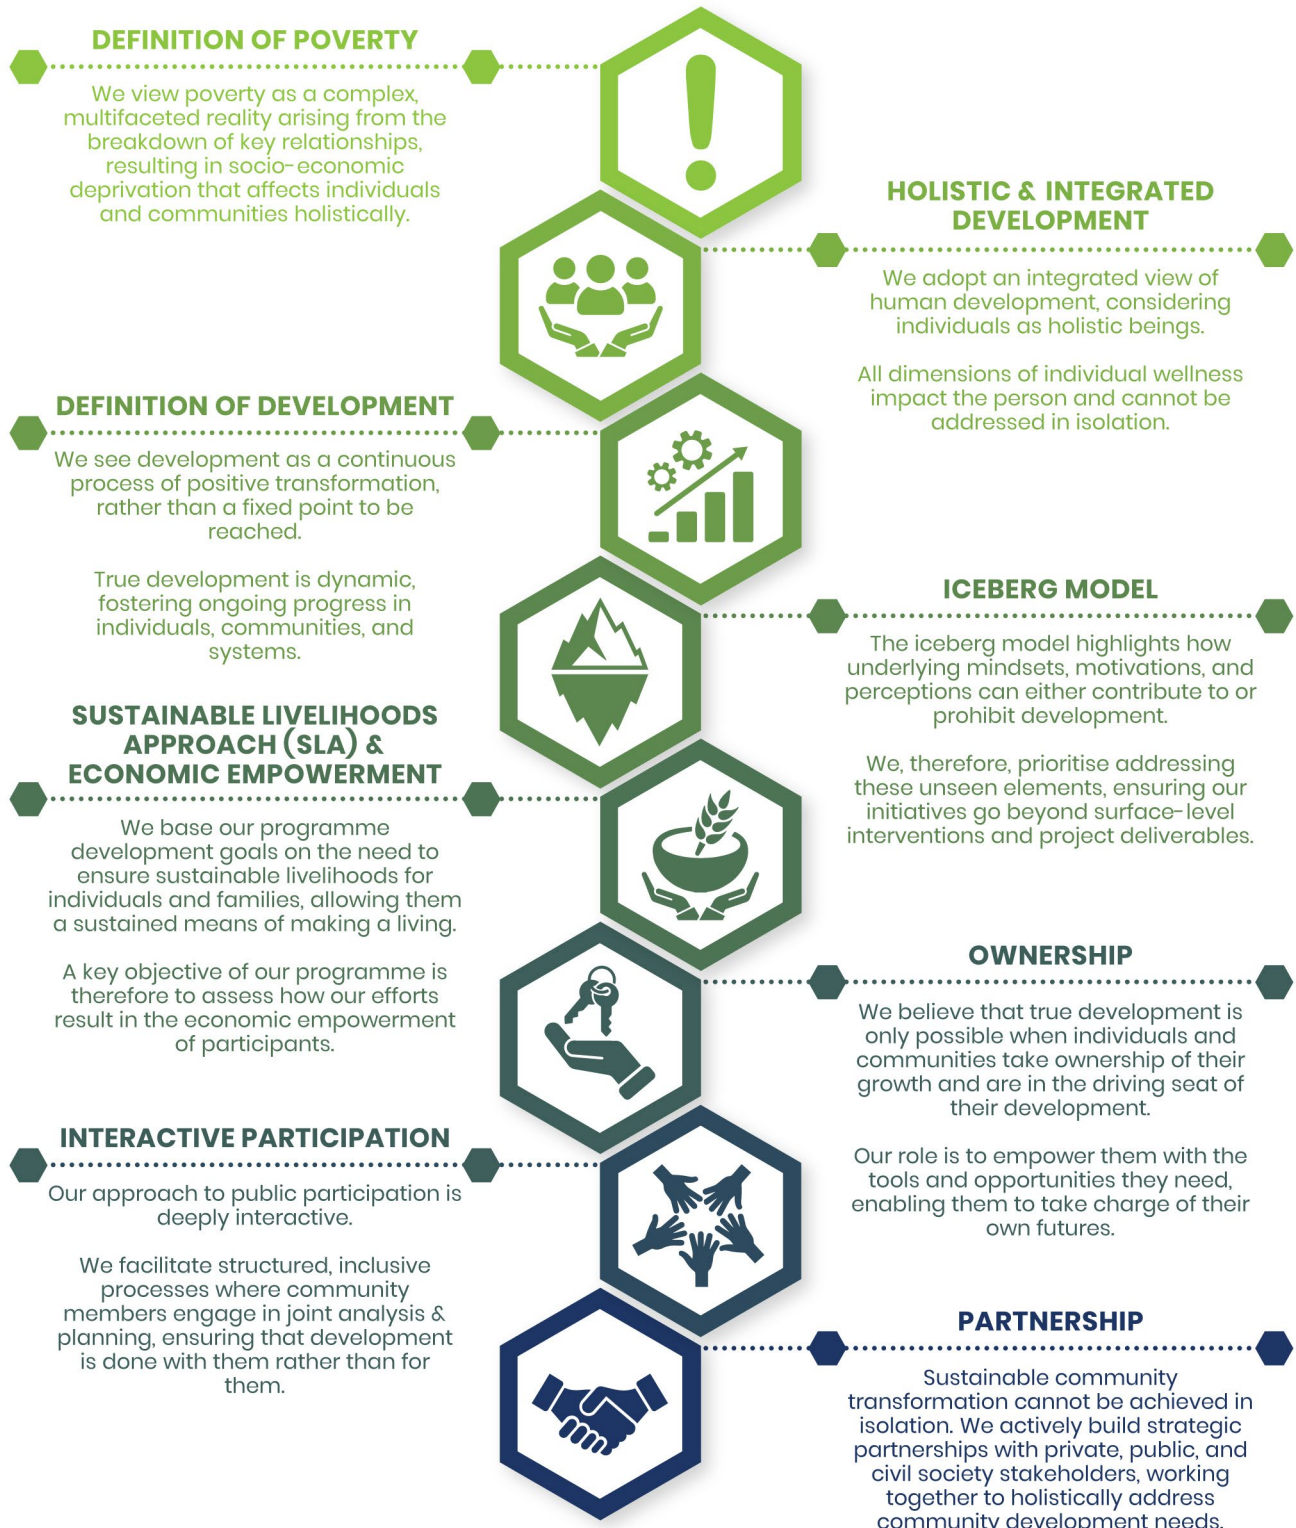 DEFINITION OF POVERTY
We view poverty as a complex,
multifaceted reality arising from the
breakdown of key relationships,
resulting in socio-economic
deprivation that affects individuals
and communities holistically.
HOLISTIC & INTEGRATED
DEVELOPMENT
We adopt an integrated view of
human development, considering
individuals as holistic beings.
All dimensions of individual wellness
impact the person and cannot be
addressed in isolation.
DEFINITION OF DEVELOPMENT
We see development as a continuous
process of positive transformation,
rather than a fixed point to be
reached.
True development is dynamic,
fostering ongoing progress in
individuals, communities, and
systems.
ICEBERG MODEL
The iceberg model highlights how
underlying mindsets, motivations, and
perceptions can either contribute to or
prohibit development.
We, therefore, prioritise addressing
these unseen elements, ensuring our
initiatives go beyond surface-level
interventions and project deliverables.
SUSTAINABLE LIVELIHOODS
APPROACH (SLA) &
ECONOMIC EMPOWERMENT
We base our programme
development goals on the need to
ensure sustainable livelihoods for
individuals and families, allowing them
a sustained means of making a living.
A key objective of our programme is
therefore to assess how our efforts
result in the economic empowerment
of participants.
OWNERSHIP
We believe that true development is
only possible when individuals and
communities take ownership of their
growth and are in the driving seat of
their development.
Our role is to empower them with the
tools and opportunities they need,
enabling them to take charge of their
own futures.
INTERACTIVE PARTICIPATION
Our approach to public participation is
deeply interactive.
We facilitate structured, inclusive
processes where community
members engage in joint analysis &
planning, ensuring that development
is done with them rather than for
them.
PARTNERSHIP
Sustainable community
transformation cannot be achieved in
isolation. We actively build strategic
partnerships with private, public, and
civil society stakeholders, working
together to holistically address
community development needs.